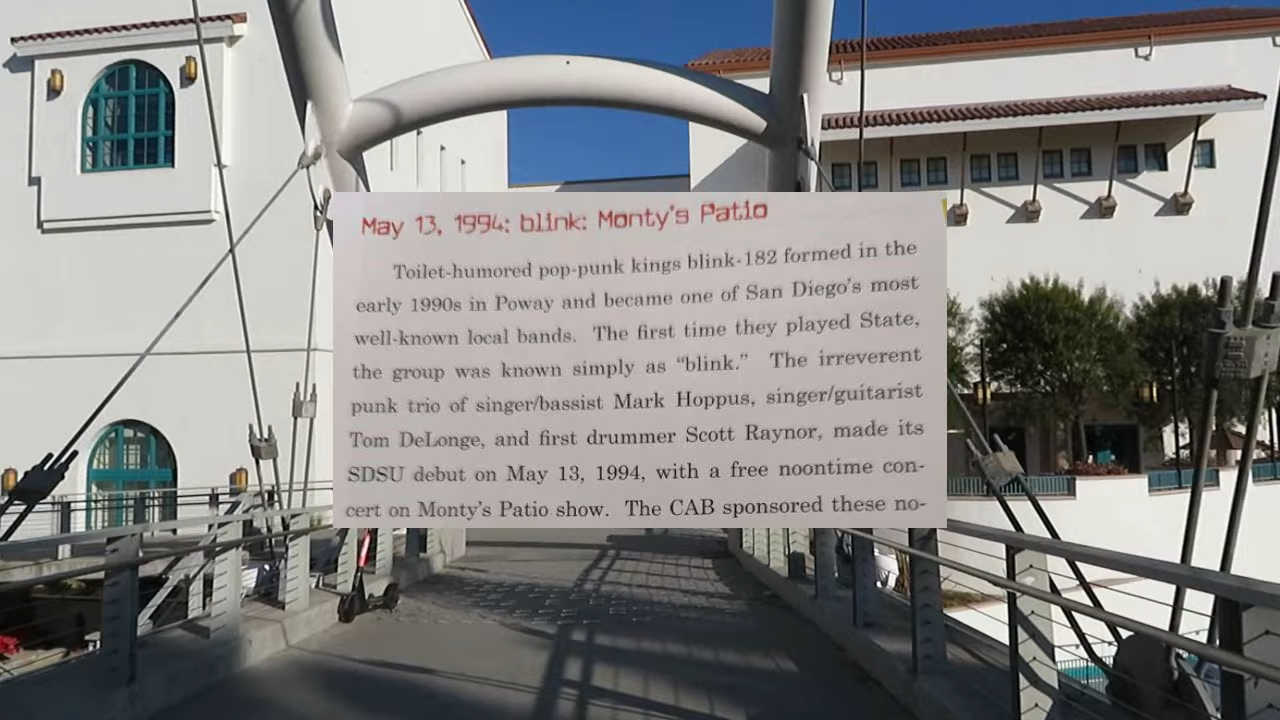 May 13, 1994: blink: Monty's Patio
Toilet-humored pop-punk kings blink-182 formed in the
early 1990s in Poway and became one of San Diego's most
well-known local bands. The first time they played State,
the group was known simply as "blink." The irreverent
punk trio of singer/bassist Mark Hoppus, singer/guitarist
Tom DeLonge, and first drummer Scott Raynor, made its
SDSU debut on May 13, 1994, with a free noontime con-
cert on Monty's Patio show. The CAB sponsored these no-